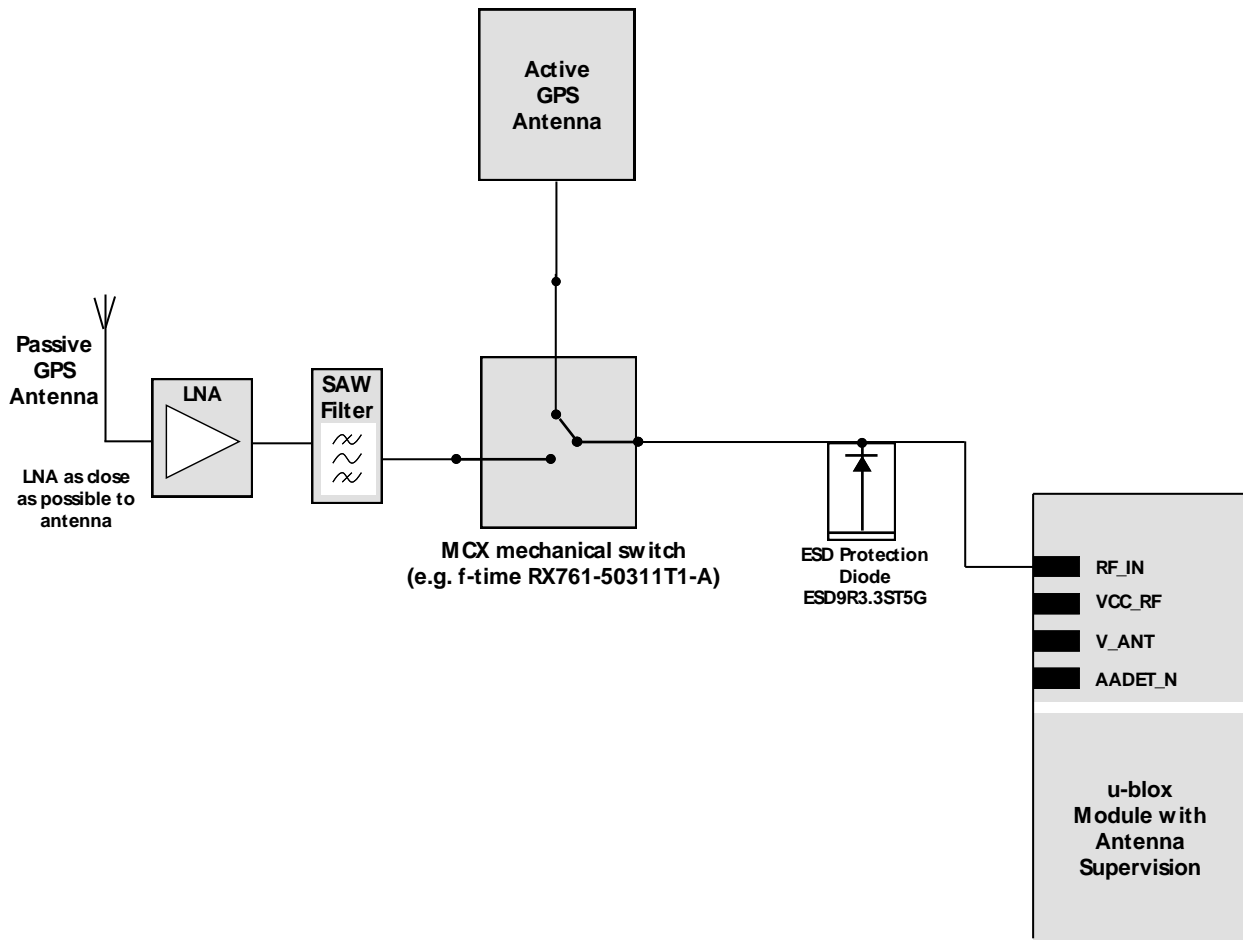 Active
GPS
Antenna
Passive
GPS
Antenna
LNA
SAW
Filter
LNA as close
as possible to
antenna
MCX mechanical switch
(e.g. f-time RX761-50311T1-A)
ESD Protection
Diode
ESD9R3.3ST5G
RF_IN
VCC_RF
V_ANT
AADET_N
u-blox
Module with
Antenna
Supervision